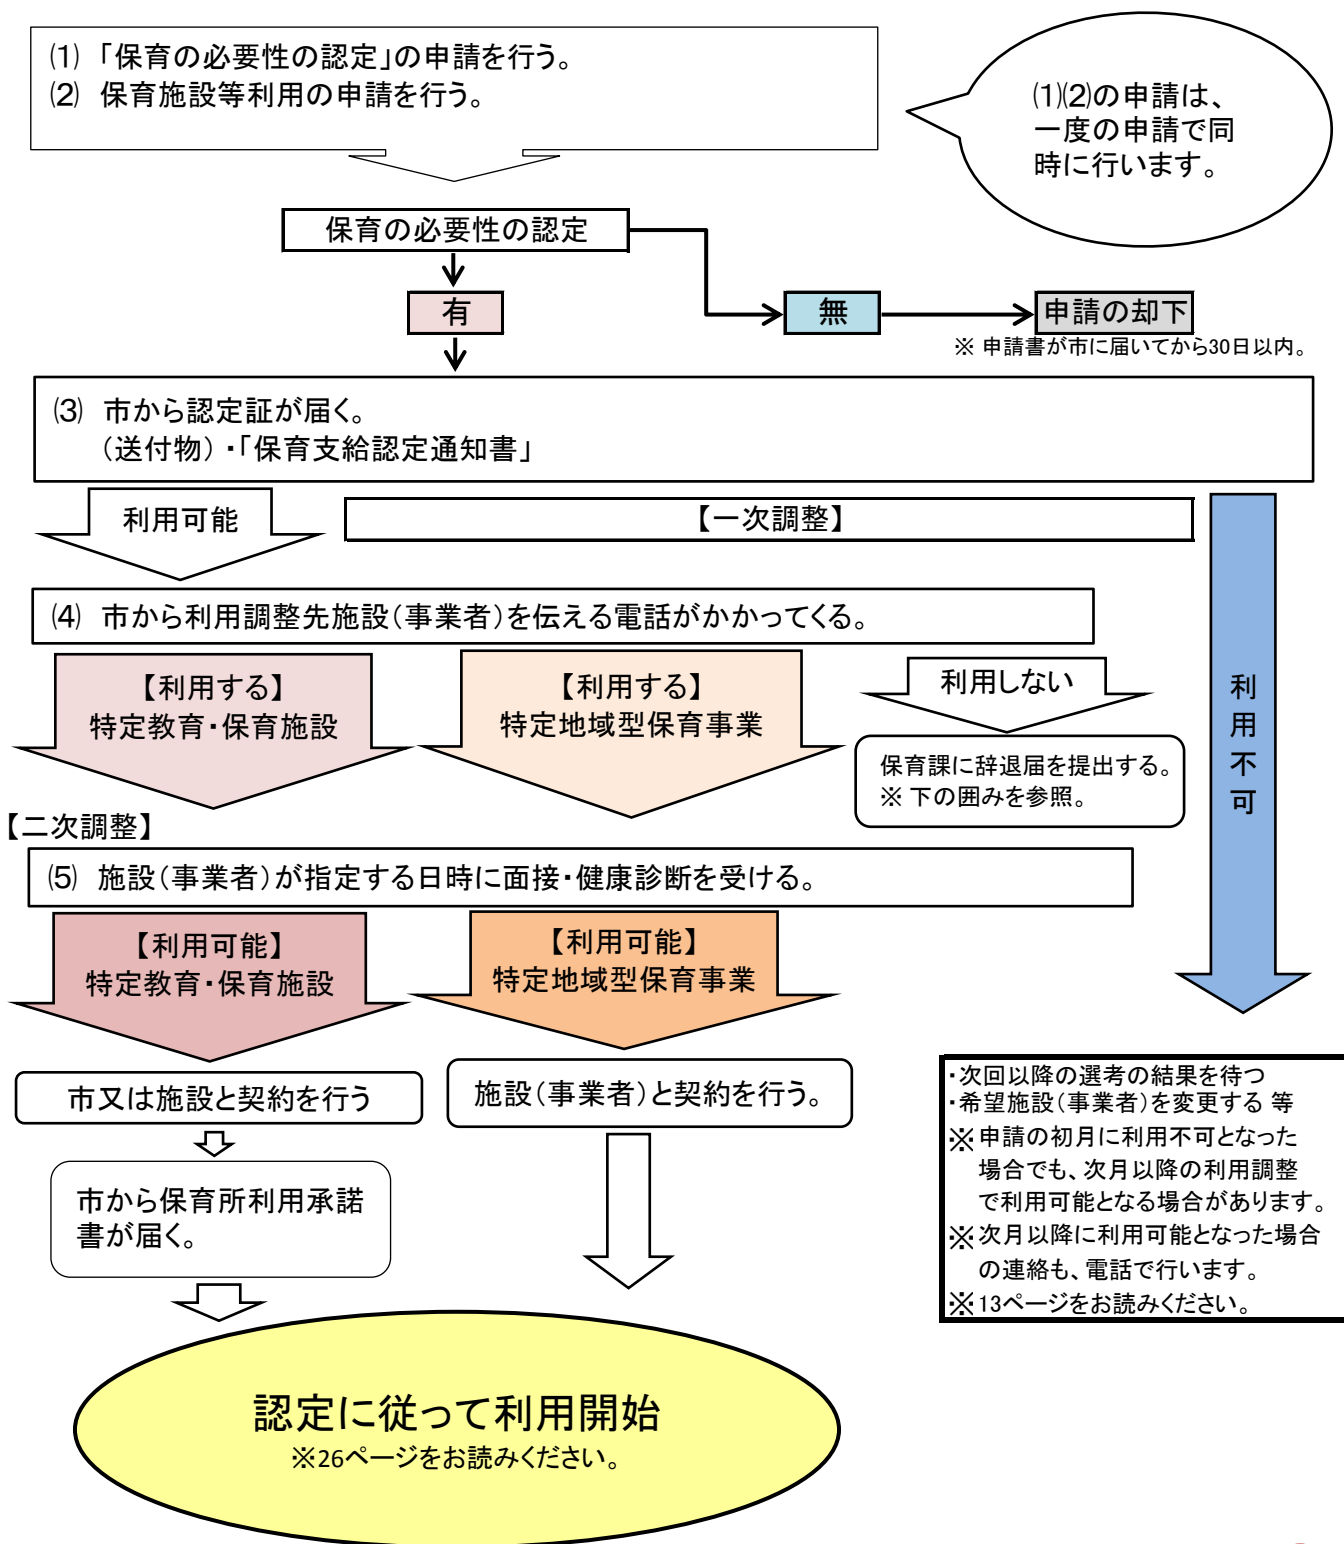 ⑴ 「保育の必要性の認定」の申請を行う。
⑵ 保育施設等利用の申請を行う。
⑴⑵の申請は、
一度の申請で同
時に行います。
保育の必要性の認定
有
無
申請の却下
※ 申請書が市に届いてから30日以内。
⑶ 市から認定証が届く。
（送付物）・「保育支給認定通知書」
利用可能
【一次調整】
⑷ 市から利用調整先施設（事業者）を伝える電話がかかってくる。
【利用する】
特定教育・保育施設
【利用する】
特定地域型保育事業
利用しない
保育課に辞退届を提出する。
※ 下の囲みを参照。
利用不可
【二次調整】
⑸ 施設（事業者）が指定する日時に面接・健康診断を受ける。
【利用可能】
特定教育・保育施設
【利用可能】
特定地域型保育事業
市又は施設と契約を行う
施設（事業者）と契約を行う。
市から保育所利用承諾
書が届く。
・次回以降の選考の結果を待つ
・希望施設（事業者）を変更する 等
※申請の初月に利用不可となった
場合でも、次月以降の利用調整
で利用可能となる場合があります。
※次月以降に利用可能となった場合
の連絡も、電話で行います。
※13ページをお読みください。
認定に従って利用開始
※26ページをお読みください。